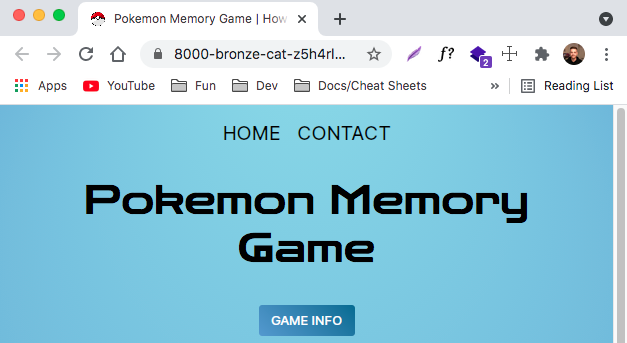 Pokemon Memory Game | How
8000-bronze-cat-z5h4rl...
f?
2
Apps YouTube Fun Dev Docs/Cheat Sheets » Reading List
HOME CONTACT
Pokemon Memory
Game
GAME INFO